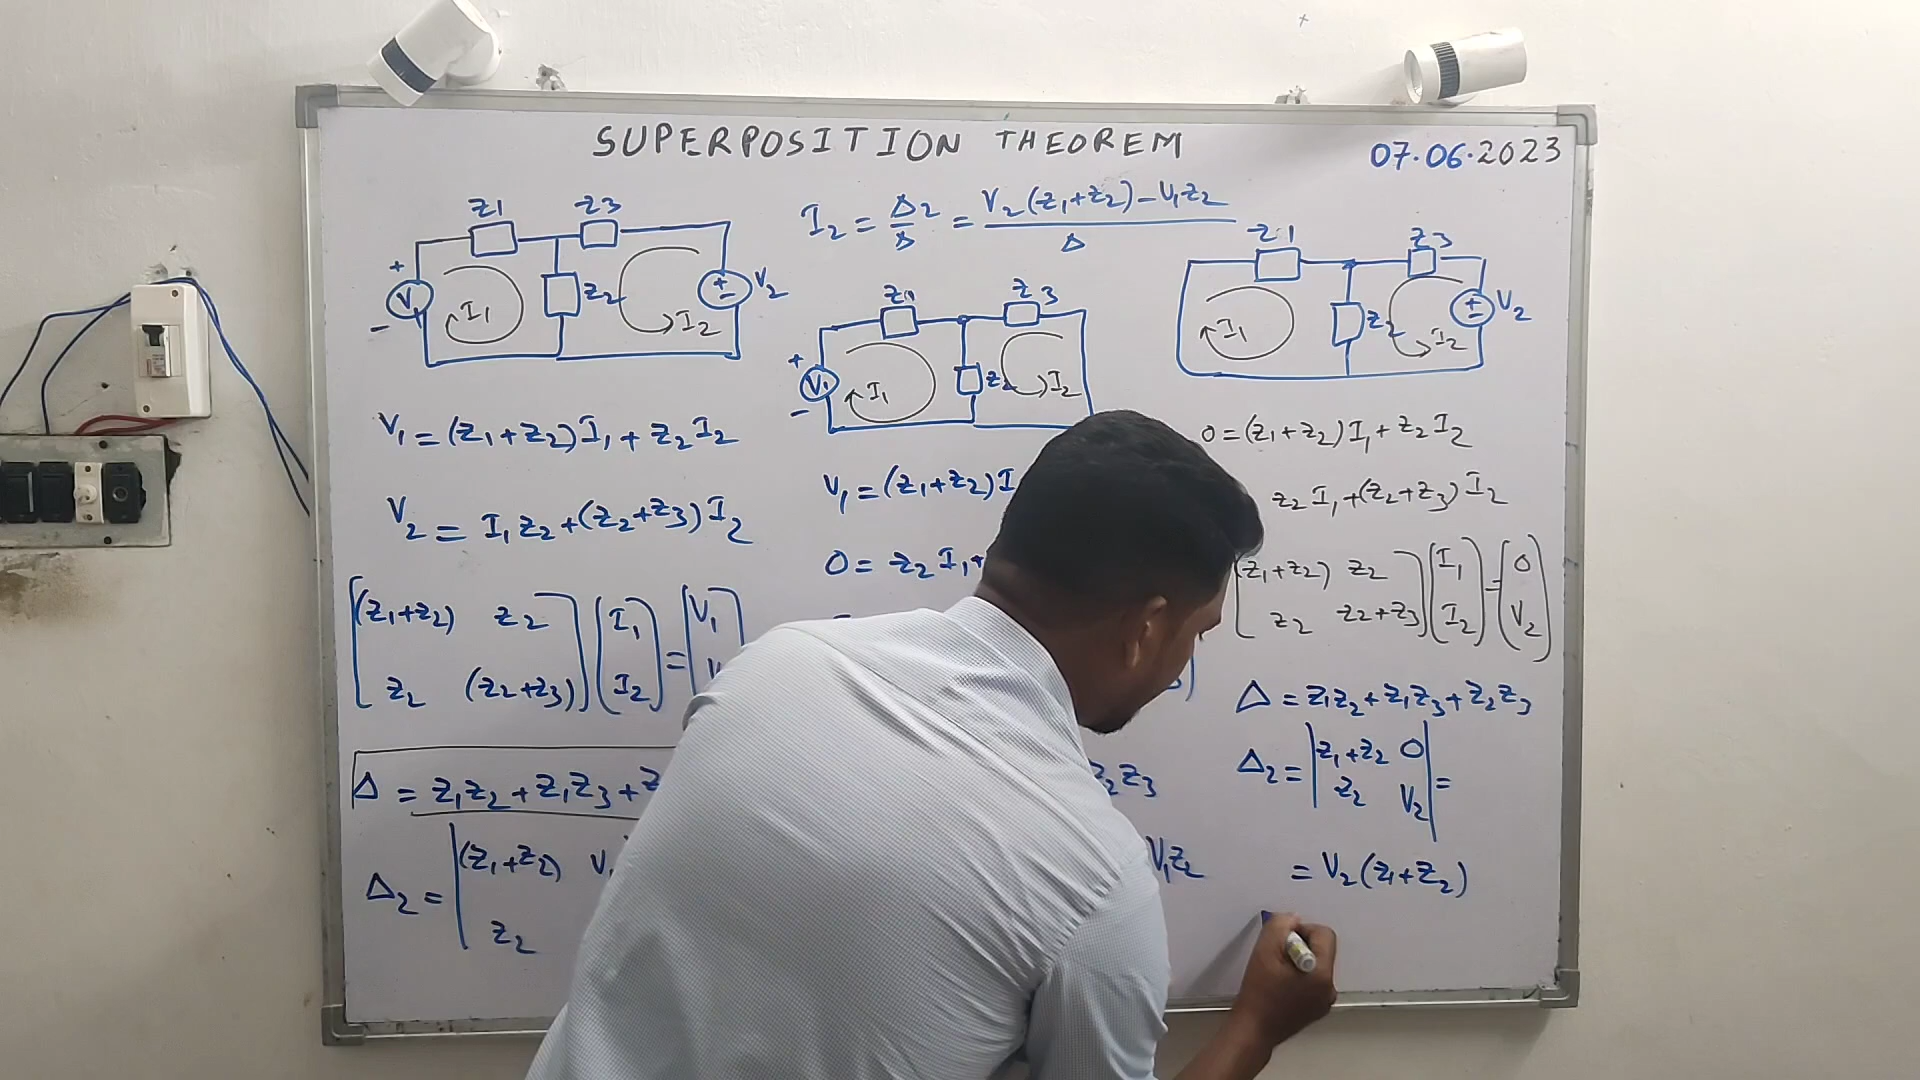 SUPERPOSITION THEOREM
07.06.2023
Z1 Z3
V1 I1 Z2 I2 V2
V1 = (Z1+Z2)I1 + Z2I2
V2 = I1Z2 + (Z2+Z3)I2
(Z1+Z2) Z2 I1 = V1
Z2 (Z2+Z3) I2
Δ = Z1Z2 + Z1Z3 +
Δ2 = (Z1+Z2)
Z2
I2 = Δ2/Δ = V2(Z1+Z2) - V1Z2 / Δ
Z1 Z3
V1 I1 Z2 I2
V1 = (Z1+Z2)I
0 = Z2I1+
Z2Z3
V1Z2
Z1 Z3
I1 Z2 I2 V2
0 = (Z1+Z2)I1 + Z2I2
Z2I1 + (Z2+Z3)I2
(Z1+Z2) Z2 I1 = 0
Z2 Z2+Z3 I2 V2
Δ = Z1Z2 + Z1Z3 + Z2Z3
Δ2 = Z1+Z2 0 =
Z2 V2
= V2(Z1+Z2)